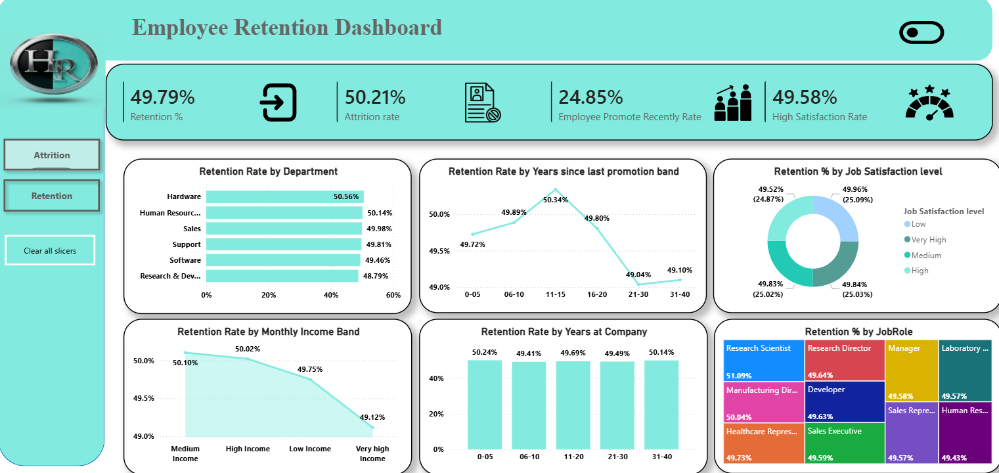 Employee Retention Dashboard
HR
49.79%
Retention %
50.21%
Attrition rate
24.85%
Employee Promote Recently Rate
49.58%
High Satisfaction Rate
Attrition
Retention
Clear all slicers
Retention Rate by Department
Hardware 50.56%
Human Resourc... 50.14%
Sales 49.98%
Support 49.81%
Software 49.46%
Research & Dev... 48.79%
0% 20% 40% 60%
Retention Rate by Years since last promotion band
50.0%
49.5%
49.0%
49.72% 49.89% 50.34% 49.80% 49.04% 49.10%
0-05 06-10 11-15 16-20 21-30 31-40
Retention % by Job Satisfaction level
49.52%
(24.87%)
49.96%
(25.09%)
49.83%
(25.02%)
49.84%
(25.03%)
Job Satisfaction level
Low
Very High
Medium
High
Retention Rate by Monthly Income Band
50.0%
49.5%
49.0%
50.10% 50.02% 49.75% 49.12%
Medium Income
High Income
Low Income
Very high Income
Retention Rate by Years at Company
40%
20%
0%
50.24% 49.41% 49.69% 49.49% 50.14%
0-05 06-10 11-20 21-30 31-40
Retention % by JobRole
Research Scientist
51.09%
Manufacturing Dir...
50.04%
Healthcare Repres...
49.73%
Research Director
49.64%
Developer
49.63%
Sales Executive
49.59%
Manager
49.58%
Laboratory ...
49.57%
Sales Repre...
49.57%
Human Res...
49.43%